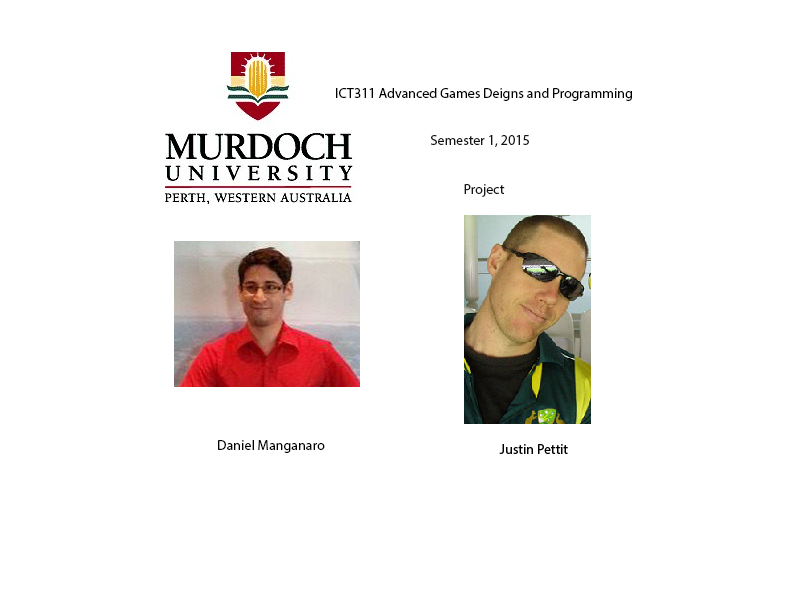 ICT311 Advanced Games Deigns and Programming
MURDOCH
UNIVERSITY
PERTH, WESTERN AUSTRALIA
Semester 1, 2015
Project
Daniel Manganaro
Justin Pettit